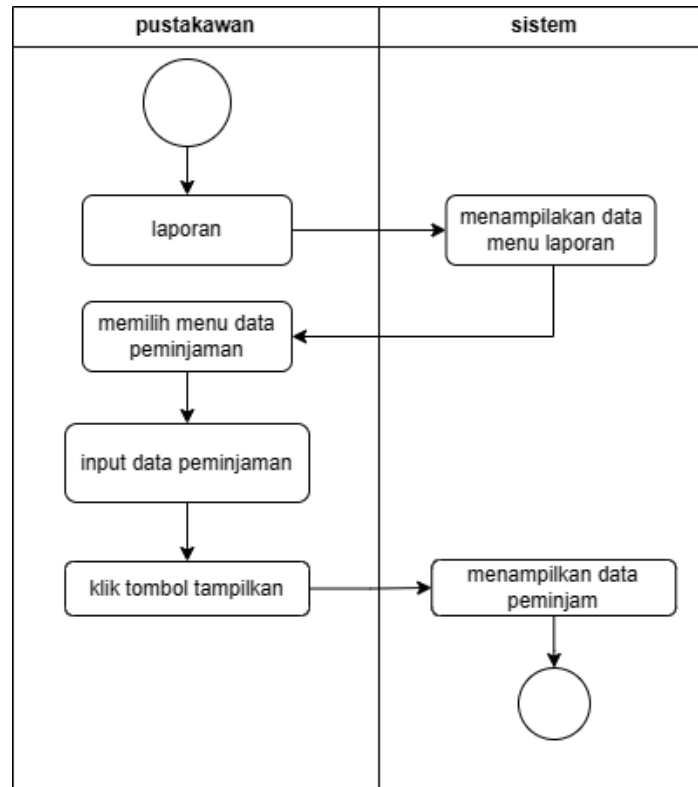 pustakawan
sistem
laporan
menampilakan data
menu laporan
memilih menu data
peminjaman
input data peminjaman
klik tombol tampilkan
menampilkan data
peminjam